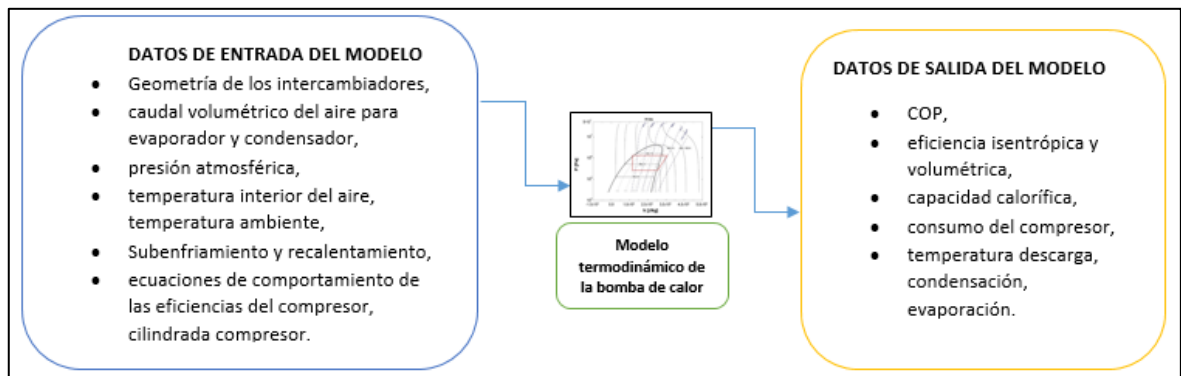 DATOS DE ENTRADA DEL MODELO
• Geometría de los intercambiadores,
• caudal volumétrico del aire para
evaporador y condensador,
• presión atmosférica,
• temperatura interior del aire,
temperatura ambiente,
• Subenfriamiento y recalentamiento,
• ecuaciones de comportamiento de
las eficiencias del compresor,
cilindrada compresor.
Modelo
termodinámico de
la bomba de calor
DATOS DE SALIDA DEL MODELO
• COP,
• eficiencia isentrópica y
volumétrica,
• capacidad calorífica,
• consumo del compresor,
• temperatura descarga,
condensación,
evaporación.